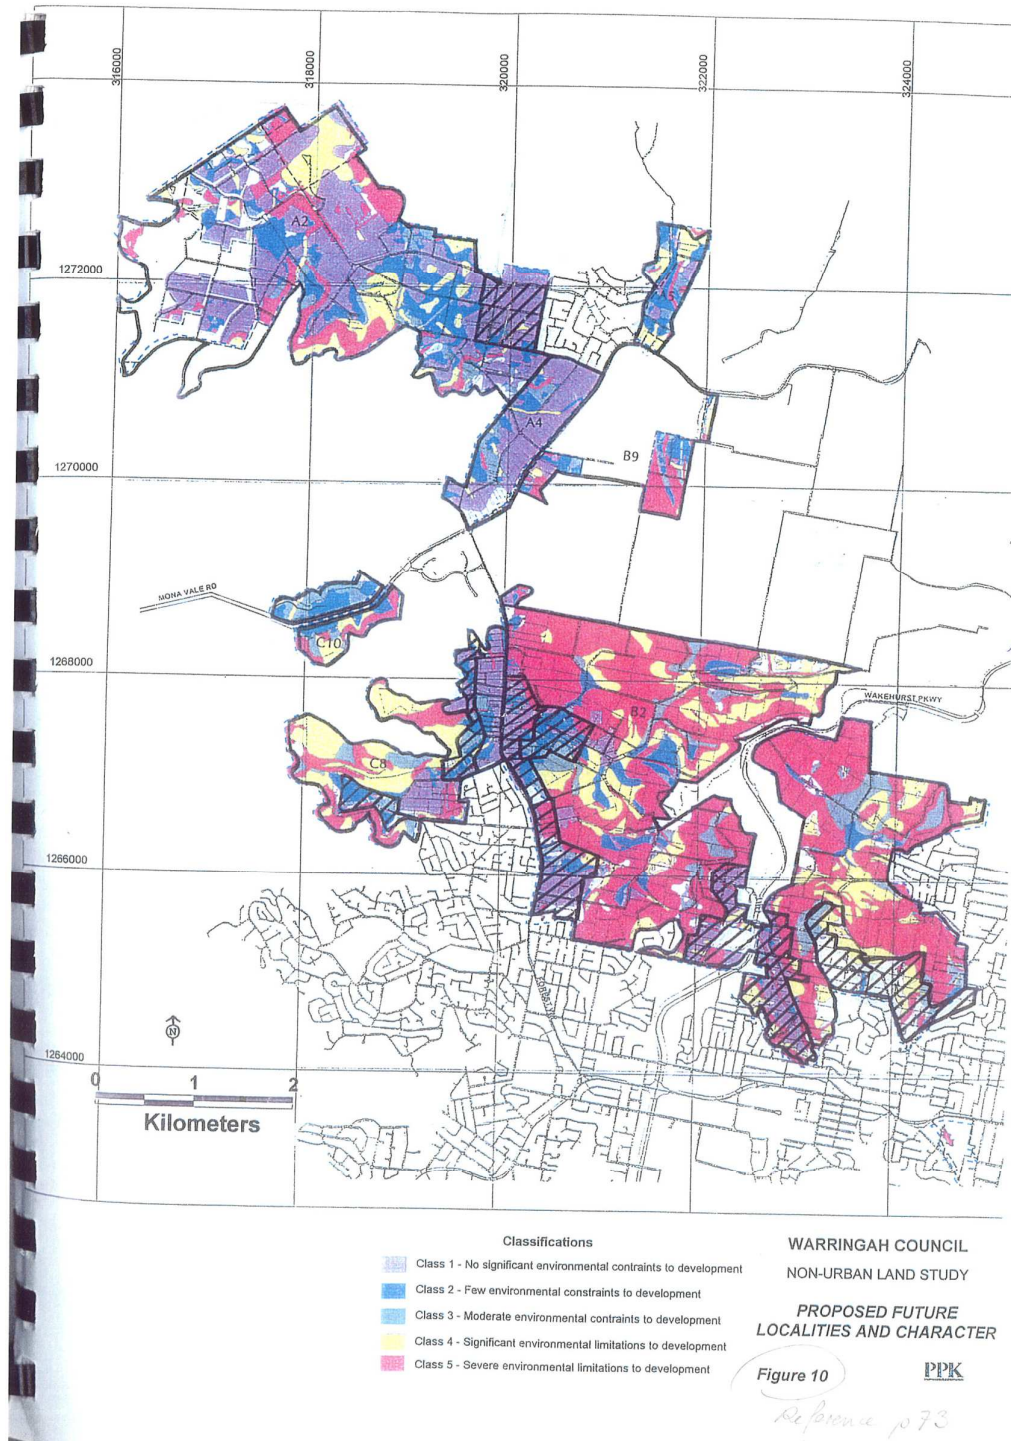 316000
318000
320000
322000
324000
A2
1272000
A4
B9
1270000
MONA VALE RD
C10
1268000
WAKEHURST PKWY
B2
C8
1266000
N
1264000
0 1 2
Kilometers
Classifications
Class 1 - No significant environmental contraints to development
Class 2 - Few environmental constraints to development
Class 3 - Moderate environmental contraints to development
Class 4 - Significant environmental limitations to development
Class 5 - Severe environmental limitations to development
WARRINGAH COUNCIL
NON-URBAN LAND STUDY
PROPOSED FUTURE
LOCALITIES AND CHARACTER
Figure 10
PPK
Reference p 73